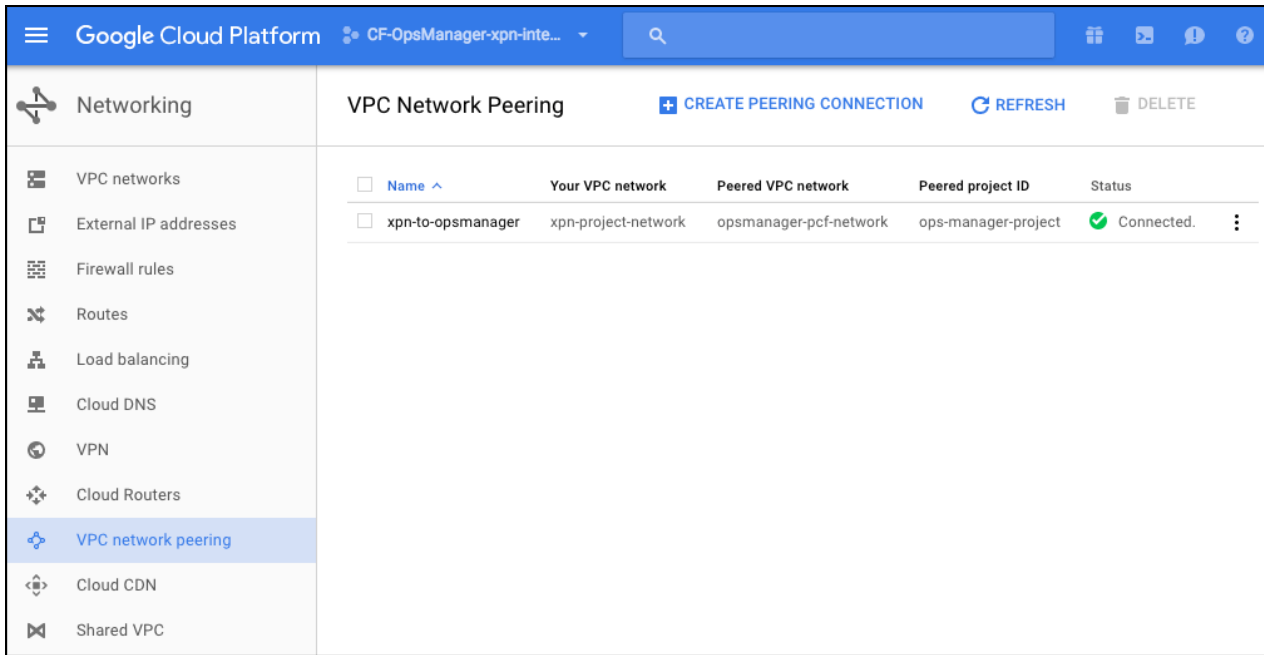 Google Cloud Platform CF-OpsManager-xpn-inte...
Networking
VPC Network Peering CREATE PEERING CONNECTION REFRESH DELETE
VPC networks
External IP addresses
Firewall rules
Routes
Load balancing
Cloud DNS
VPN
Cloud Routers
VPC network peering
Cloud CDN
Shared VPC
Name Your VPC network Peered VPC network Peered project ID Status
xpn-to-opsmanager xpn-project-network opsmanager-pcf-network ops-manager-project Connected.